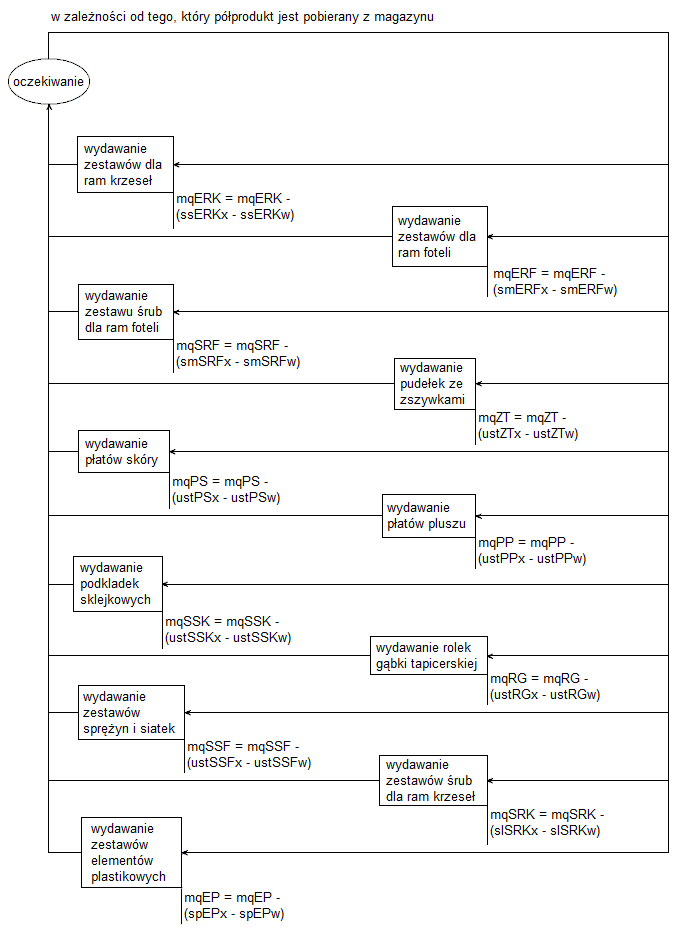 w zależności od tego, który półprodukt jest pobierany z magazynu
oczekiwanie
wydawanie
zestawów dla
ram krzeseł
mqERK = mqERK -
(ssERKx - ssERKw)
wydawanie
zestawów dla
ram foteli
mqERF = mqERF -
(smERFx - smERFw)
wydawanie
zestawu śrub
dla ram foteli
mqSRF = mqSRF -
(smSRFx - smSRFw)
wydawanie
pudełek ze
zszywkami
mqZT = mqZT -
(ustZTx - ustZTw)
wydawanie
płatów skóry
mqPS = mqPS -
(ustPSx - ustPSw)
wydawanie
płatów pluszu
mqPP = mqPP -
(ustPPx - ustPPw)
wydawanie
podkladek
sklejkowych
mqSSK = mqSSK -
(ustSSKx - ustSSKw)
wydawanie rolek
gąbki tapicerskiej
mqRG = mqRG -
(ustRGx - ustRGw)
wydawanie
zestawów
sprężyn i siatek
mqSSF = mqSSF -
(ustSSFx - ustSSFw)
wydawanie
zestawów śrub
dla ram krzeseł
mqSRK = mqSRK -
(slSRKx - slSRKw)
wydawanie
zestawów
elementów
plastikowych
mqEP = mqEP -
(spEPx - spEPw)